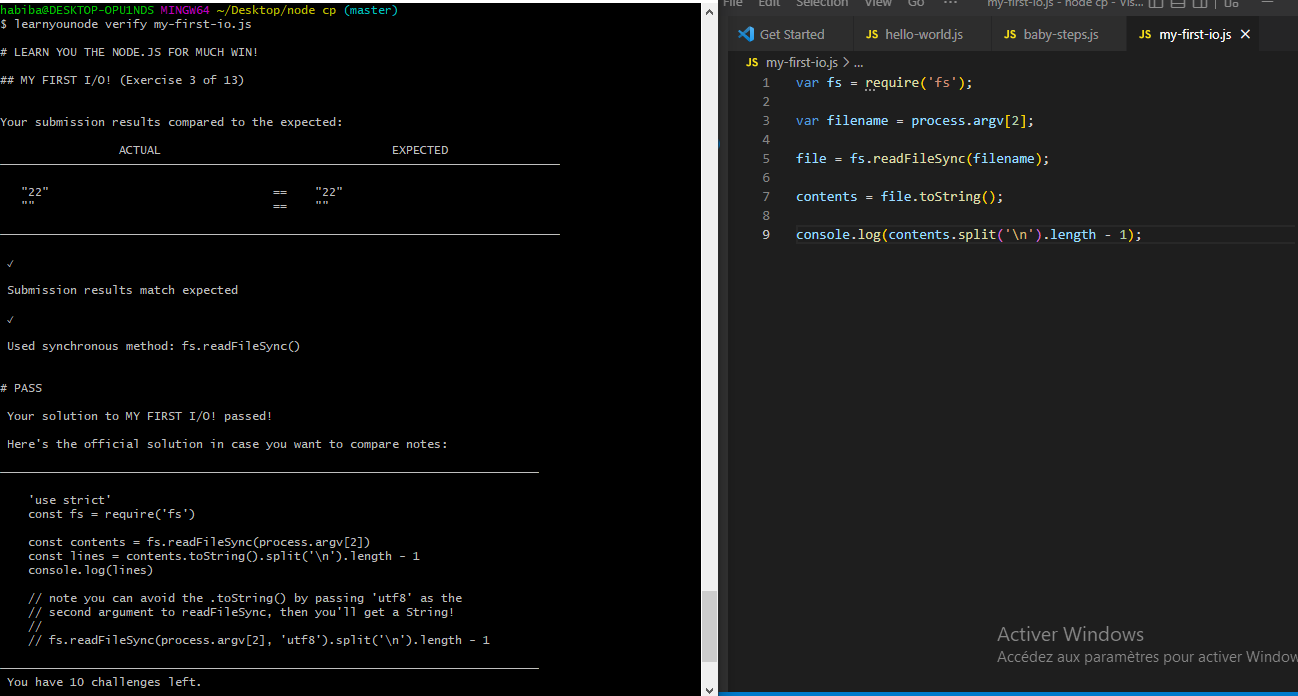 habiba@DESKTOP-OPU1NDS MINGW64 ~/Desktop/node cp (master)
$ learnyounode verify my-first-io.js
# LEARN YOU THE NODE.JS FOR MUCH WIN!
## MY FIRST I/O! (Exercise 3 of 13)
Your submission results compared to the expected:
ACTUAL EXPECTED
"22" == "22"
"" == ""
✓
Submission results match expected
✓
Used synchronous method: fs.readFileSync()
# PASS
Your solution to MY FIRST I/O! passed!
Here's the official solution in case you want to compare notes:
'use strict'
const fs = require('fs')
const contents = fs.readFileSync(process.argv[2])
const lines = contents.toString().split('\n').length - 1
console.log(lines)
// note you can avoid the .toString() by passing 'utf8' as the
// second argument to readFileSync, then you'll get a String!
//
// fs.readFileSync(process.argv[2], 'utf8').split('\n').length - 1
You have 10 challenges left.
File Edit Selection View Go ··· my-first-io.js - node cp - Vis...
Get Started JS hello-world.js JS baby-steps.js JS my-first-io.js
JS my-first-io.js > ...
1 var fs = require('fs');
2
3 var filename = process.argv[2];
4
5 file = fs.readFileSync(filename);
6
7 contents = file.toString();
8
9 console.log(contents.split('\n').length - 1);
Activer Windows
Accédez aux paramètres pour activer Window